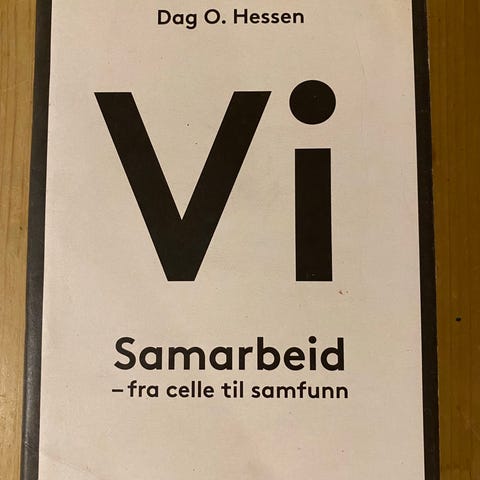 Dag O. Hessen
Vi
Samarbeid
– fra celle til samfunn